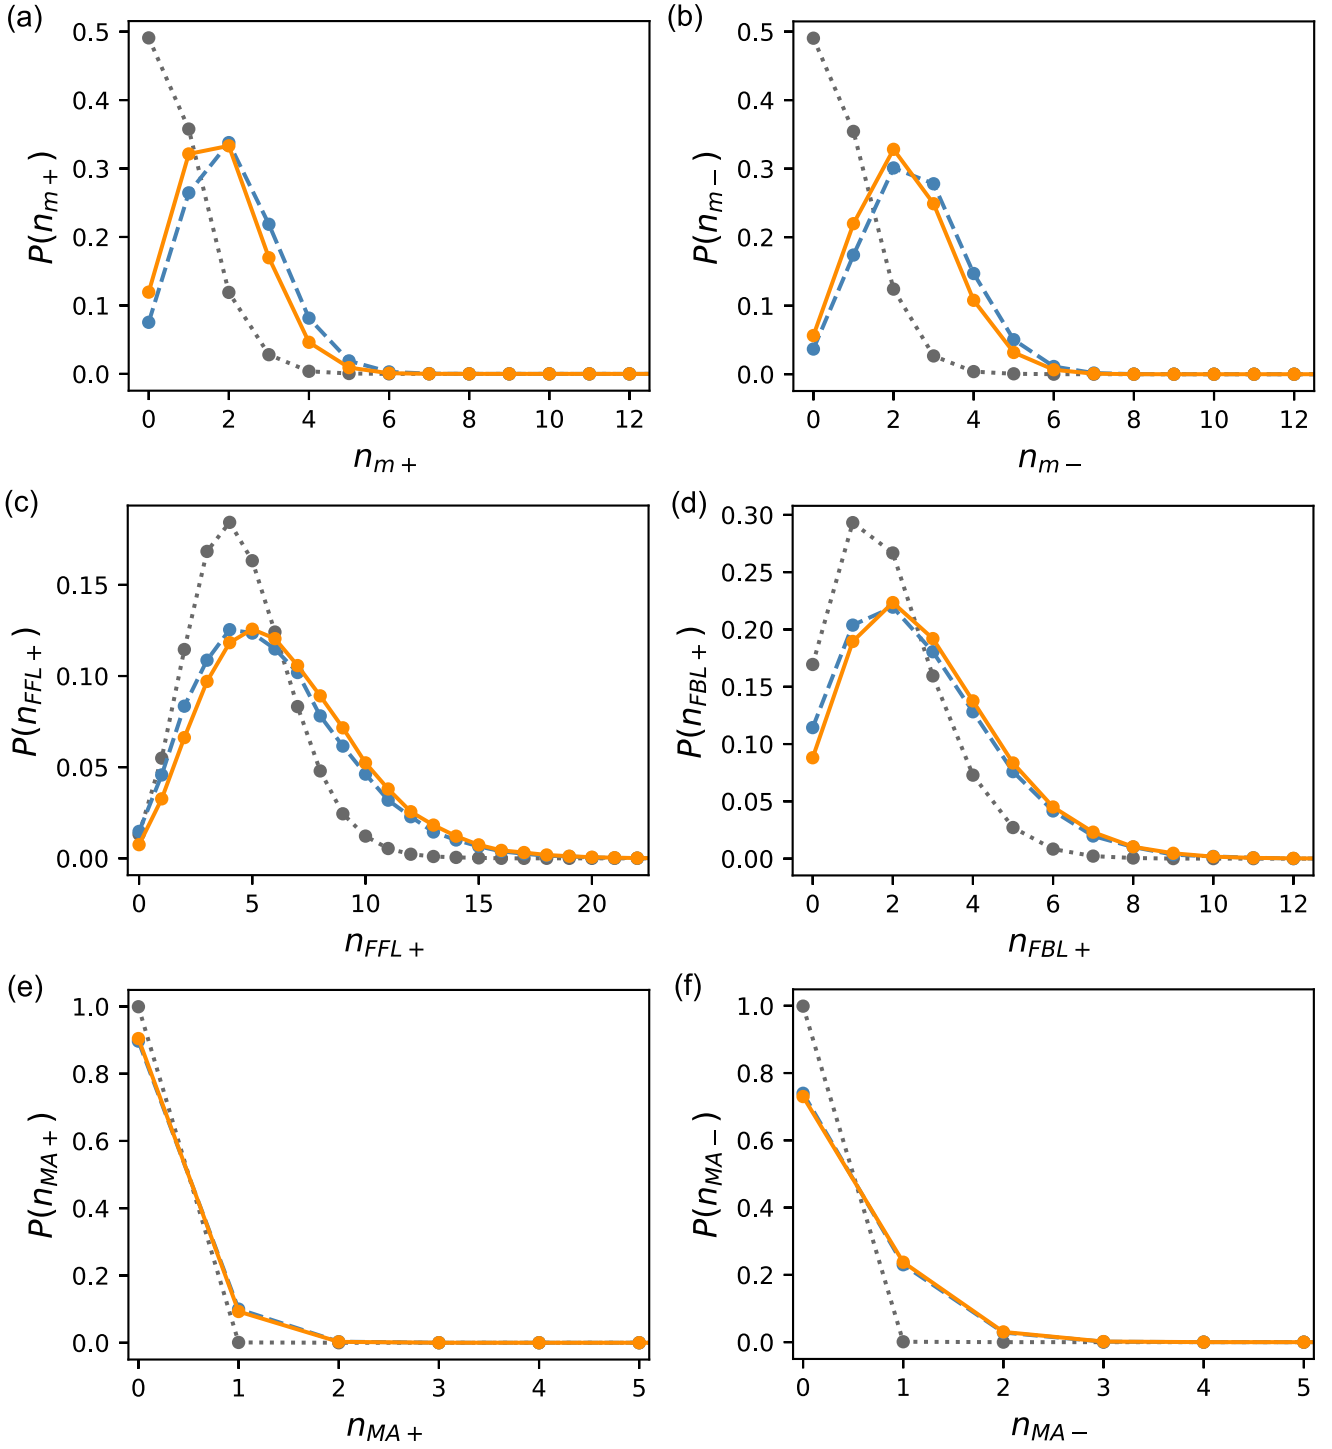 (a)
0.5
0.4
0.3
0.2
0.1
0.0
P(n_{m+})
0 2 4 6 8 10 12
n_{m+}
(b)
0.5
0.4
0.3
0.2
0.1
0.0
P(n_{m−})
0 2 4 6 8 10 12
n_{m−}
(c)
0.15
0.10
0.05
0.00
P(n_{FFL+})
0 5 10 15 20
n_{FFL+}
(d)
0.30
0.25
0.20
0.15
0.10
0.05
0.00
P(n_{FBL+})
0 2 4 6 8 10 12
n_{FBL+}
(e)
1.0
0.8
0.6
0.4
0.2
0.0
P(n_{MA+})
0 1 2 3 4 5
n_{MA+}
(f)
1.0
0.8
0.6
0.4
0.2
0.0
P(n_{MA−})
0 1 2 3 4 5
n_{MA−}